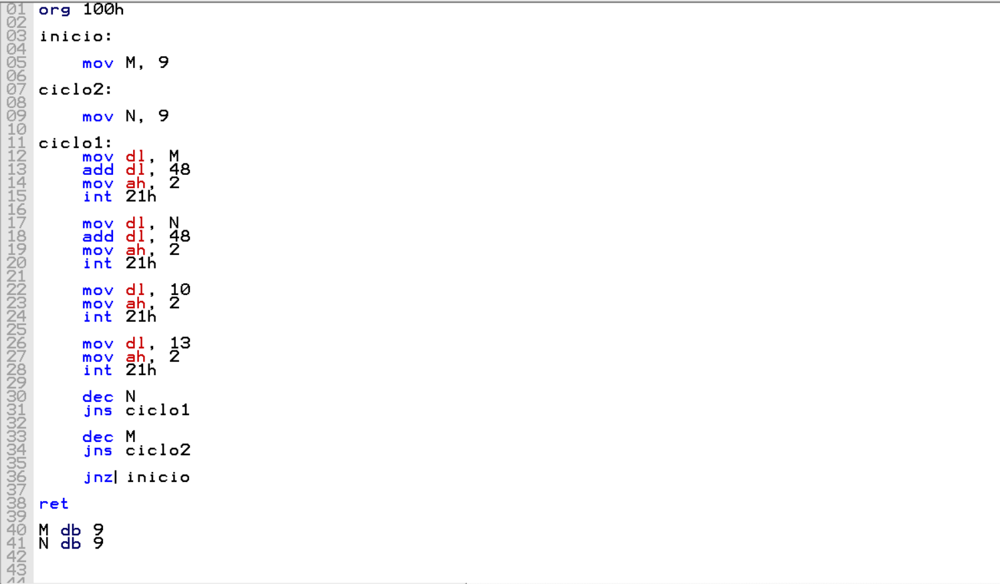 01 org 100h
02
03 inicio:
04
05 mov M, 9
06
07 ciclo2:
08
09 mov N, 9
10
11 ciclo1:
12 mov dl, M
13 add dl, 48
14 mov ah, 2
15 int 21h
16
17 mov dl, N
18 add dl, 48
19 mov ah, 2
20 int 21h
21
22 mov dl, 10
23 mov ah, 2
24 int 21h
25
26 mov dl, 13
27 mov ah, 2
28 int 21h
29
30 dec N
31 jns ciclo1
32
33 dec M
34 jns ciclo2
35
36 jnz inicio
37
38 ret
39
40 M db 9
41 N db 9
42
43
44